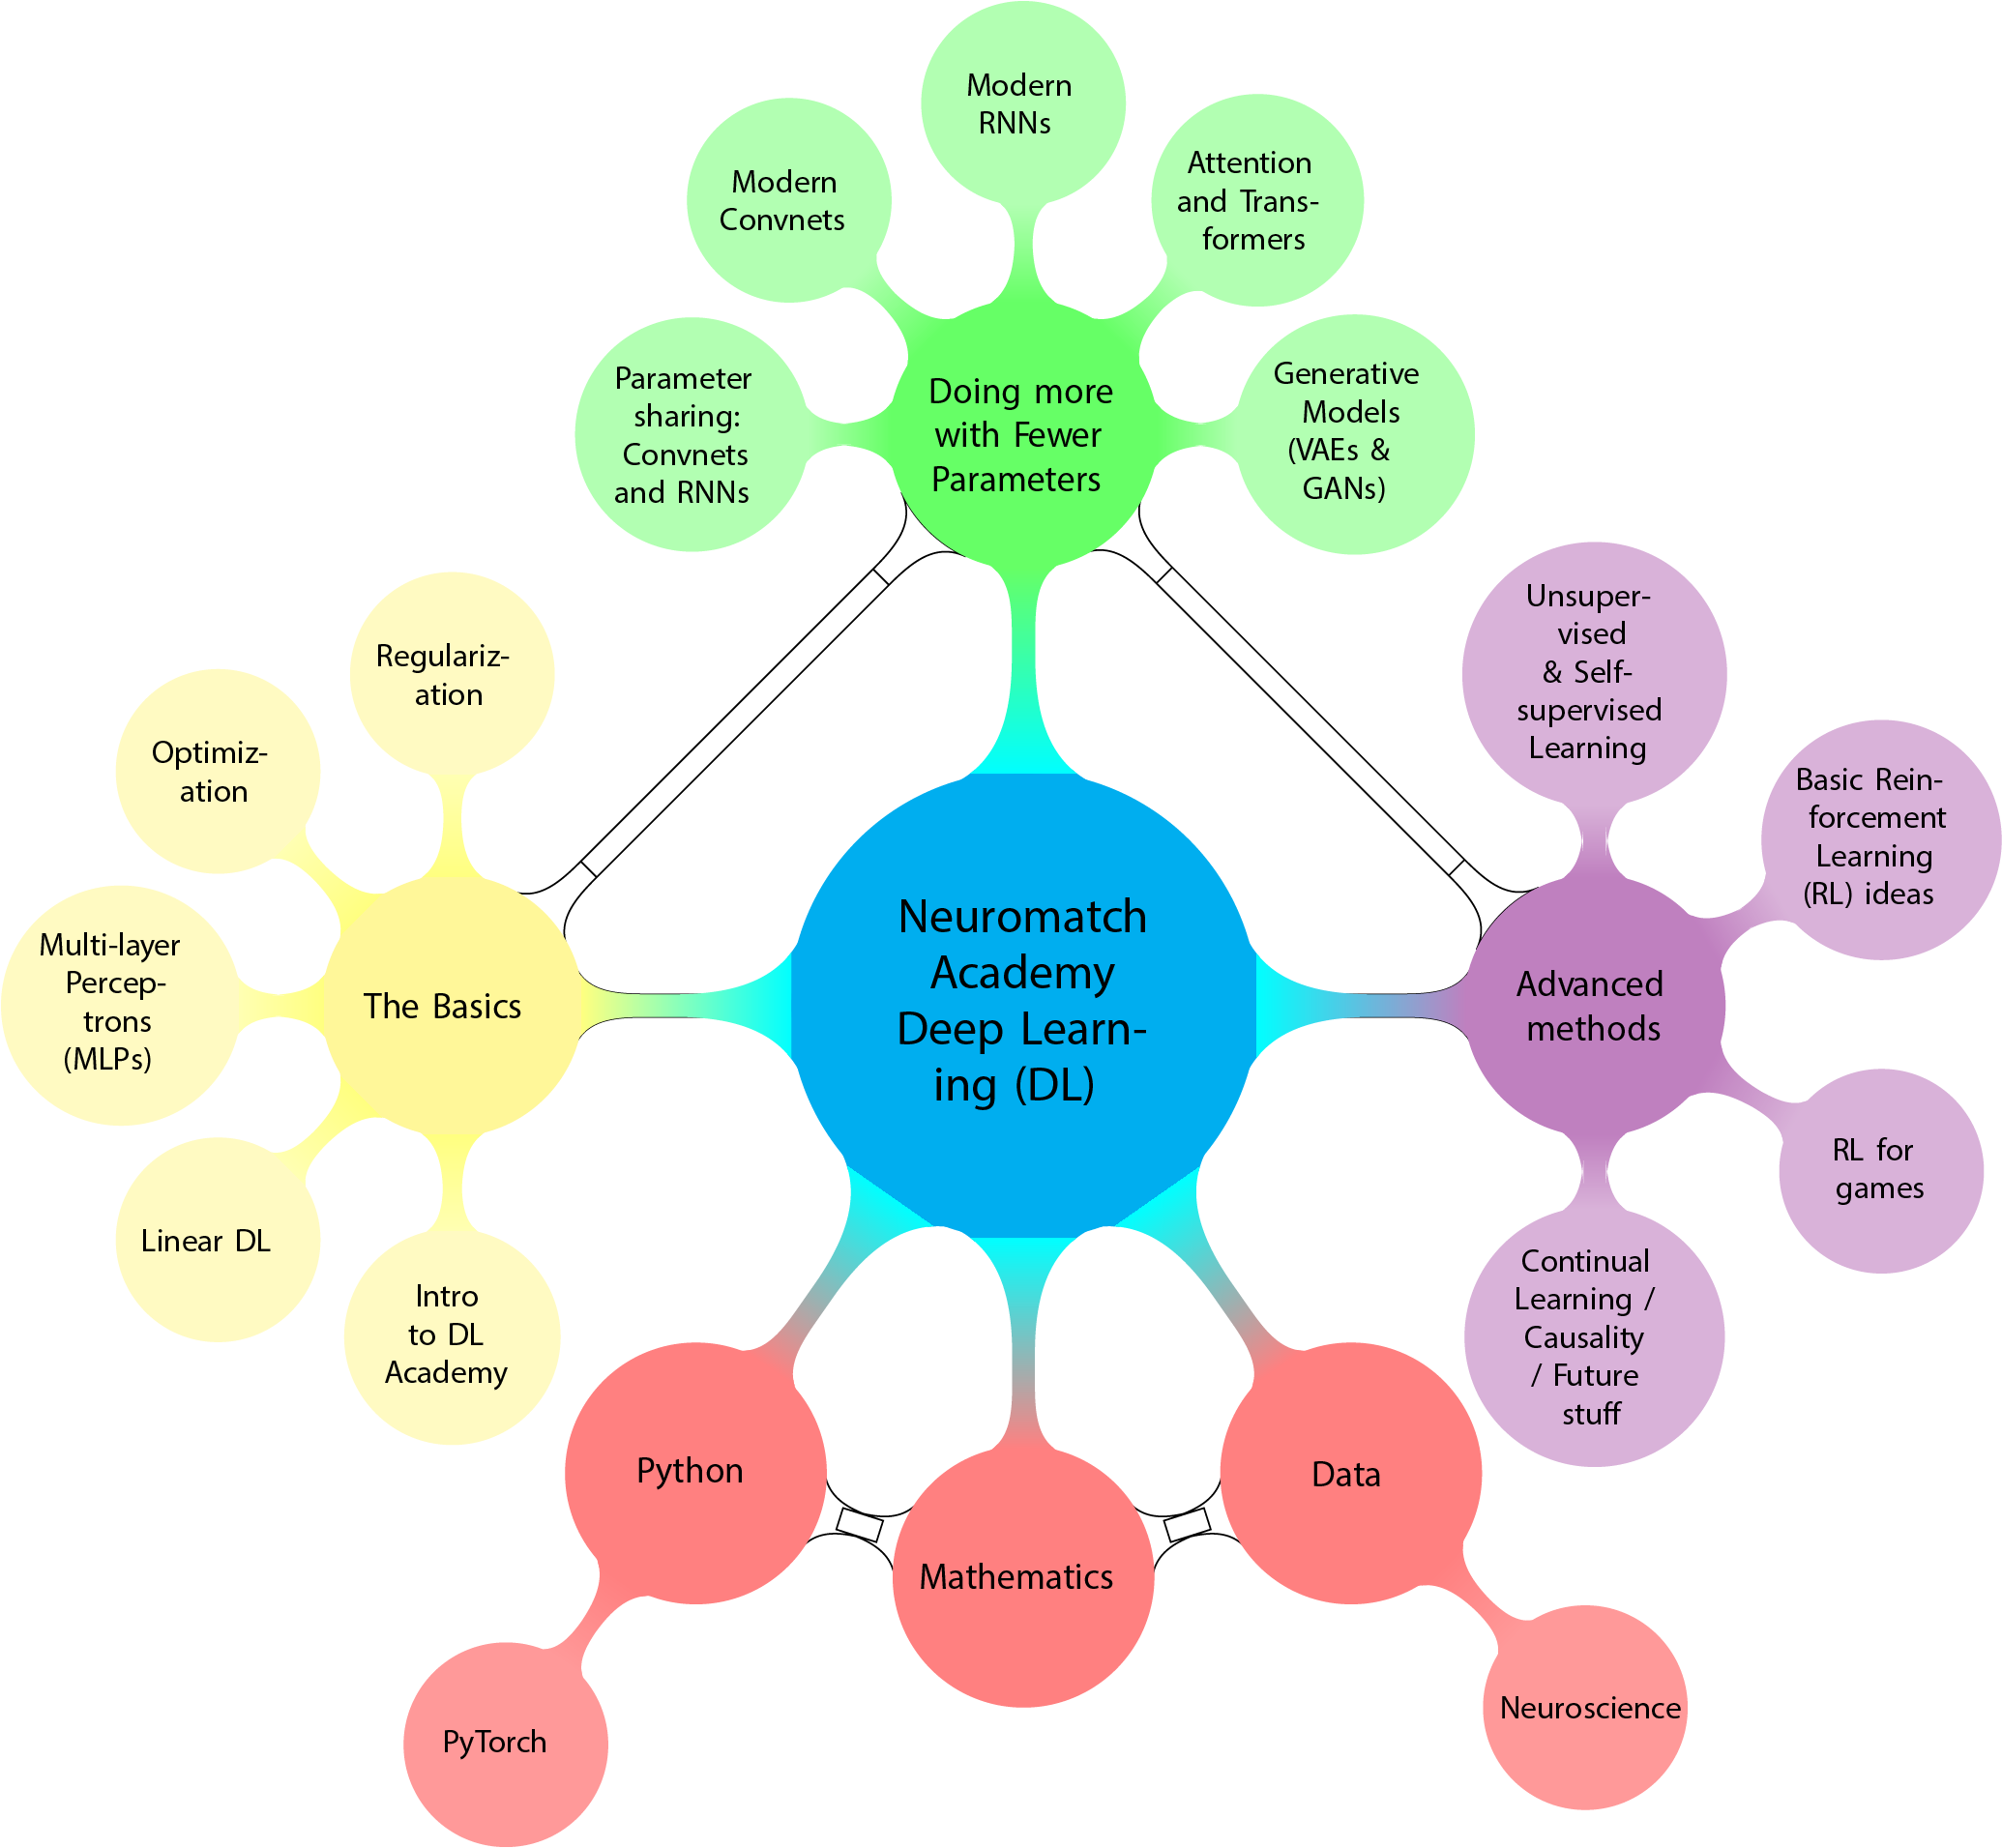 Modern
RNNs
Modern
Convnets
Attention
and Trans-
formers
Parameter
sharing:
Convnets
and RNNs
Doing more
with Fewer
Parameters
Generative
Models
(VAEs &
GANs)
Regulariz-
ation
Optimiz-
ation
Multi-layer
Percep-
trons
(MLPs)
The Basics
Linear DL
Intro
to DL
Academy
Neuromatch
Academy
Deep Learn-
ing (DL)
Unsuper-
vised
& Self-
supervised
Learning
Basic Rein-
forcement
Learning
(RL) ideas
Advanced
methods
RL for
games
Continual
Learning /
Causality
/ Future
stuff
Python
Mathematics
Data
PyTorch
Neuroscience